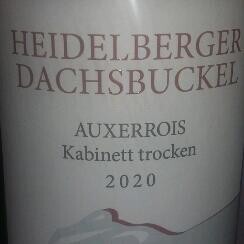 HEIDELBERGER
DACHSBUCKEL
AUXERROIS
Kabinett trocken
2020